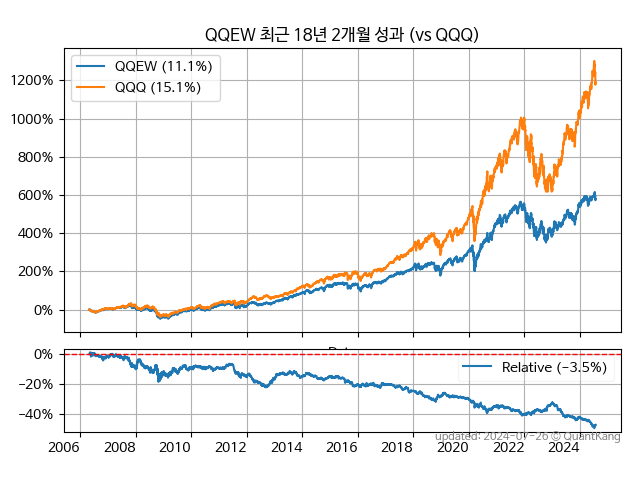 QQEW 최근 18년 2개월 성과 (vs QQQ)
QQEW (11.1%)
QQQ (15.1%)
1200%
1000%
800%
600%
400%
200%
0%
0%
−20%
−40%
Relative (−3.5%)
2006 2008 2010 2012 2014 2016 2018 2020 2022 2024
updated: 2024-07-26 © QuantKang